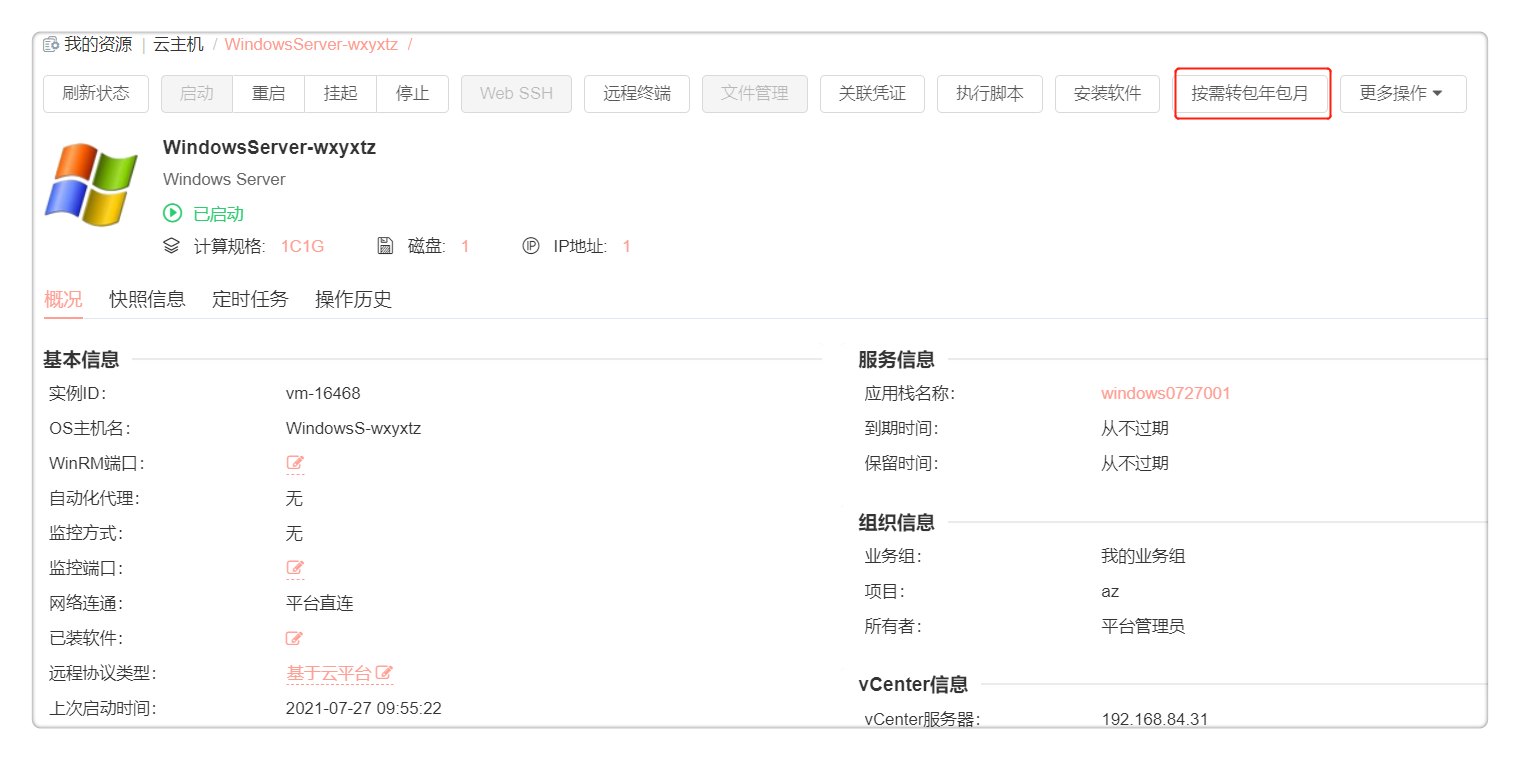 我的资源 | 云主机 / WindowsServer-wxyxtz /
刷新状态 启动 重启 挂起 停止 Web SSH 远程终端 文件管理 关联凭证 执行脚本 安装软件 按需转包年包月 更多操作
WindowsServer-wxyxtz
Windows Server
已启动
计算规格: 1C1G 磁盘: 1 IP地址: 1
概况 快照信息 定时任务 操作历史
基本信息
实例ID: vm-16468
OS主机名: WindowsS-wxyxtz
WinRM端口:
自动化代理: 无
监控方式: 无
监控端口:
网络连通: 平台直连
已装软件:
远程协议类型: 基于云平台
上次启动时间: 2021-07-27 09:55:22
服务信息
应用栈名称: windows0727001
到期时间: 从不过期
保留时间: 从不过期
组织信息
业务组: 我的业务组
项目: az
所有者: 平台管理员
vCenter信息
vCenter服务器: 192.168.84.31